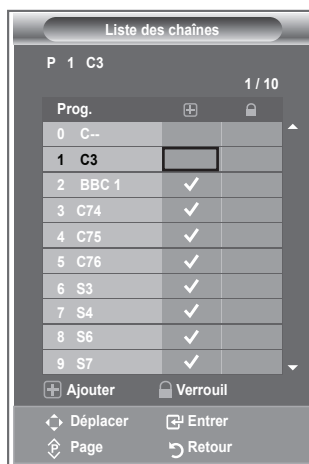 Liste des chaînes
P 1 C3
1 / 10
Prog.
0 C--
1 C3
2 BBC 1
3 C74
4 C75
5 C76
6 S3
7 S4
8 S6
9 S7
Ajouter Verrouil
Déplacer Entrer
Page Retour